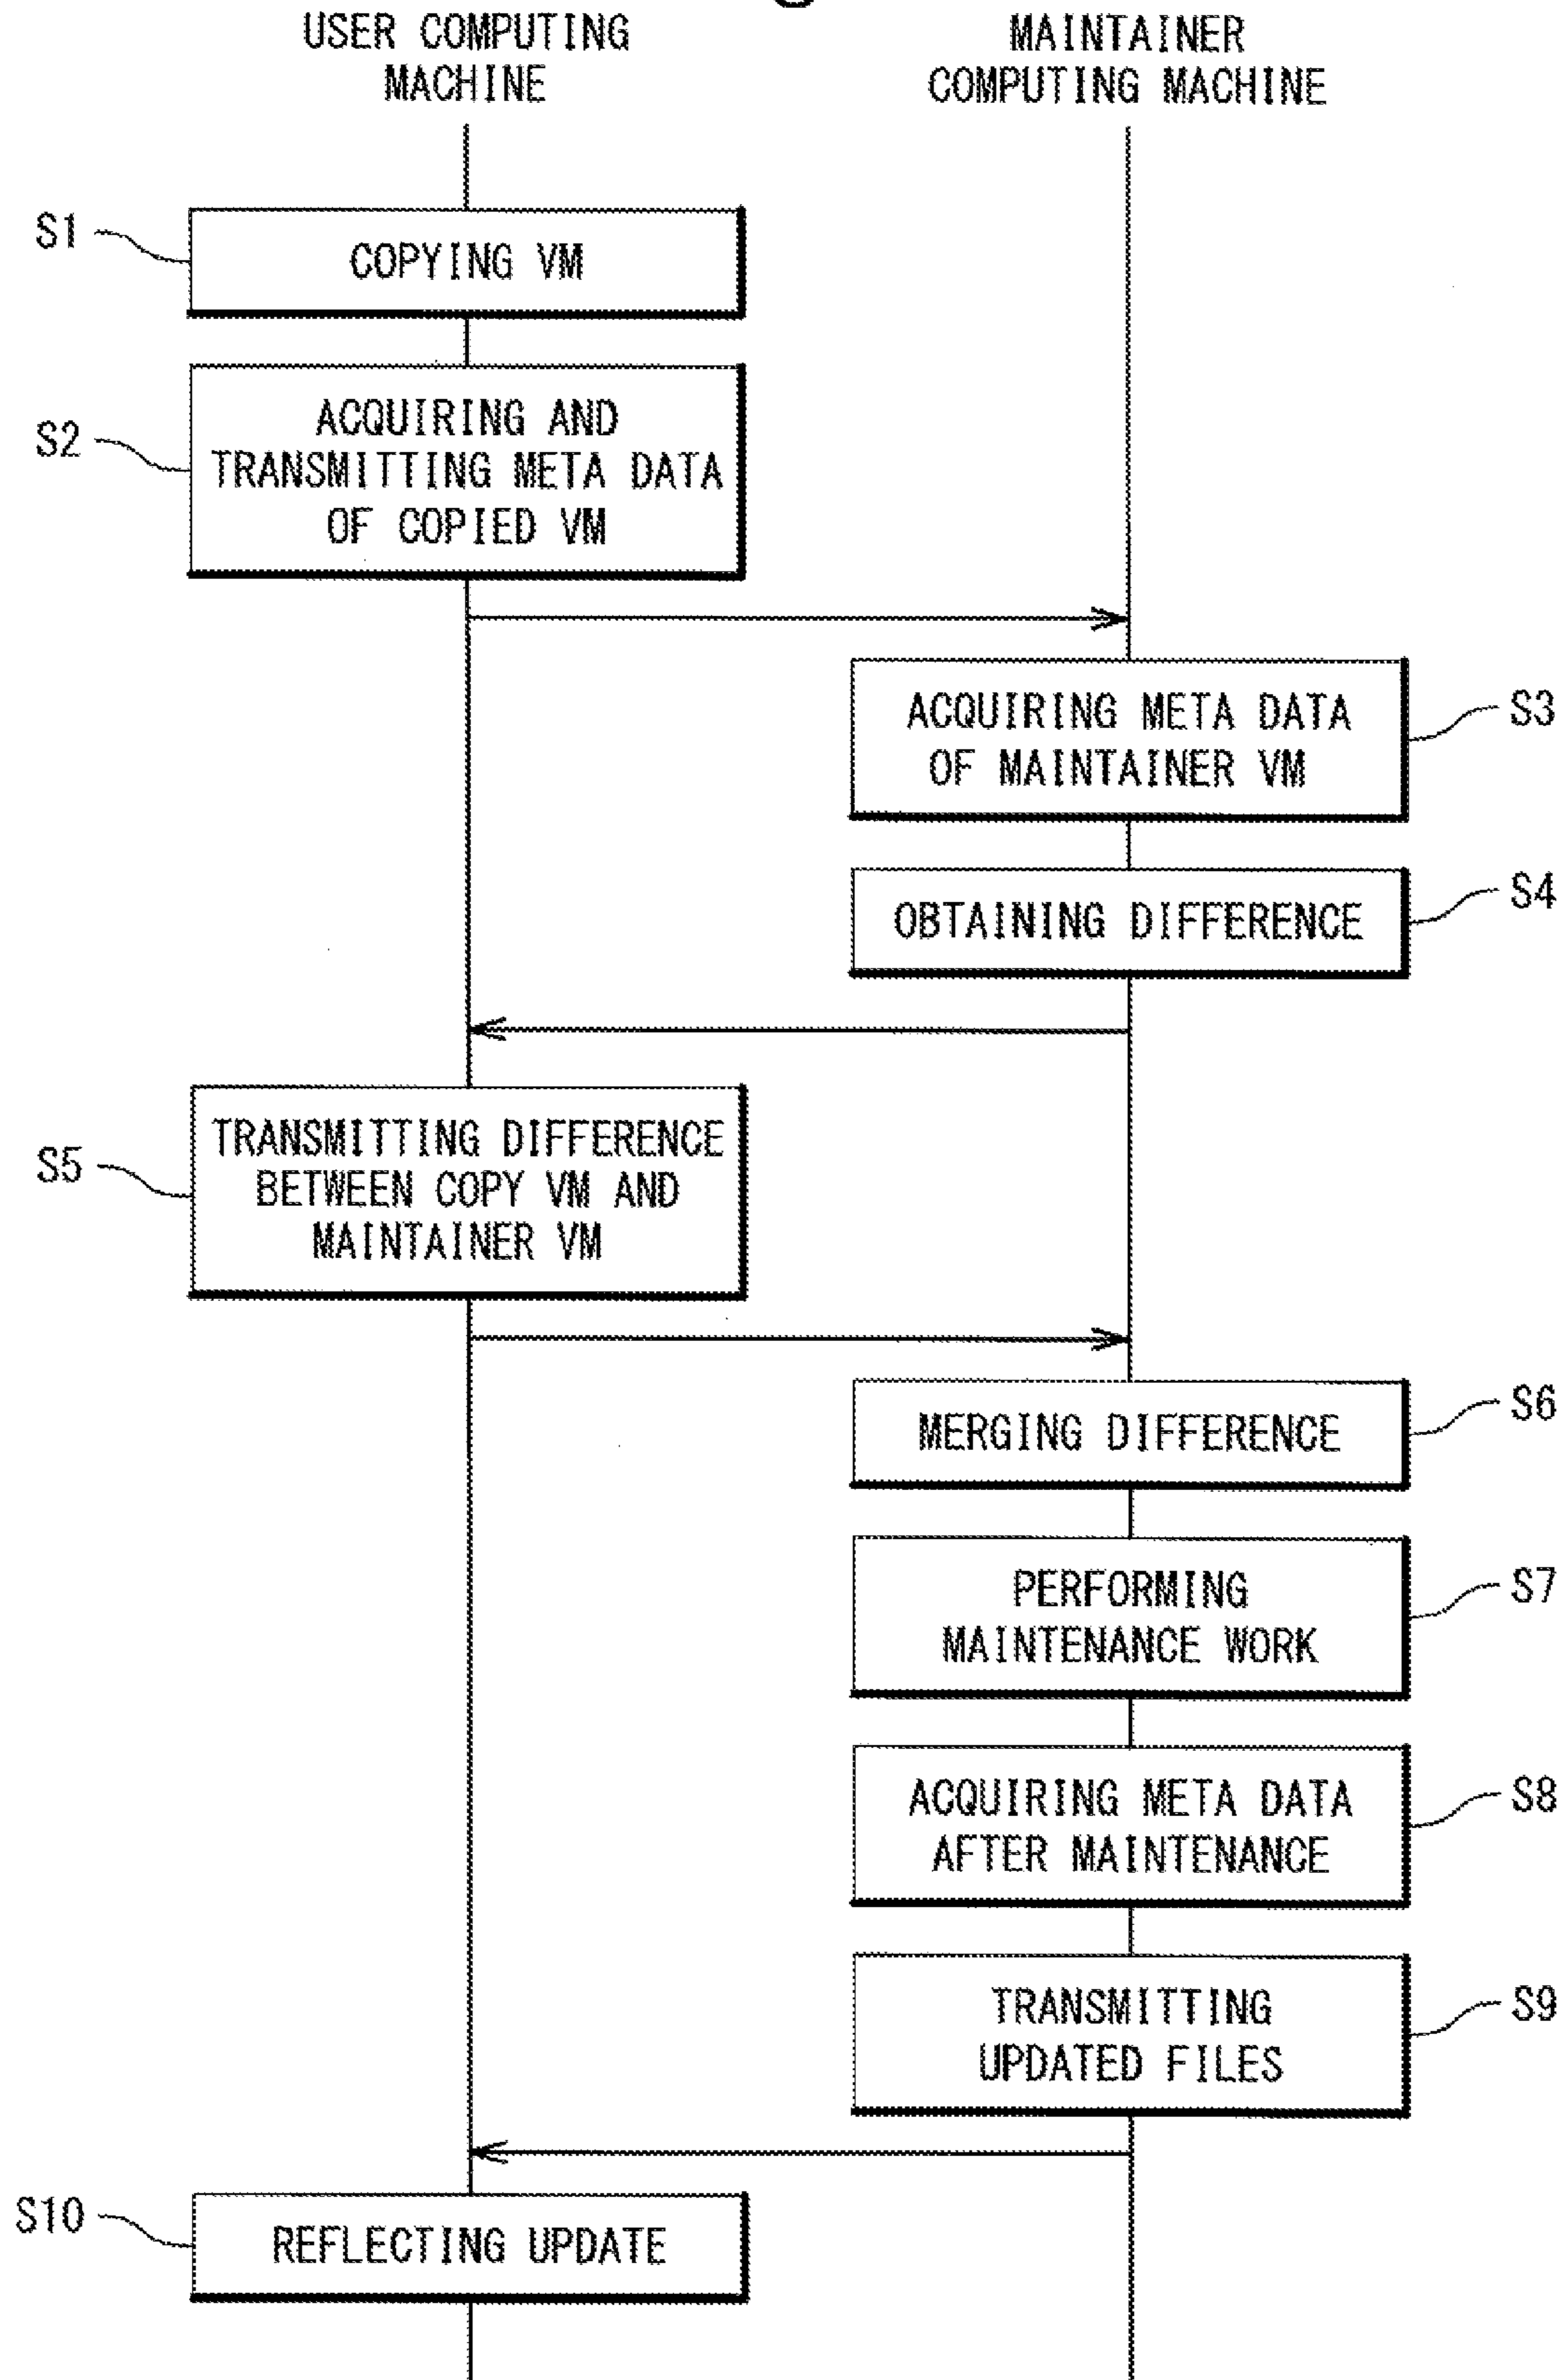 USER COMPUTING
MACHINE
MAINTAINER
COMPUTING MACHINE
S1
COPYING VM
S2
ACQUIRING AND
TRANSMITTING META DATA
OF COPIED VM
S3
ACQUIRING META DATA
OF MAINTAINER VM
S4
OBTAINING DIFFERENCE
S5
TRANSMITTING DIFFERENCE
BETWEEN COPY VM AND
MAINTAINER VM
S6
MERGING DIFFERENCE
S7
PERFORMING
MAINTENANCE WORK
S8
ACQUIRING META DATA
AFTER MAINTENANCE
S9
TRANSMITTING
UPDATED FILES
S10
REFLECTING UPDATE